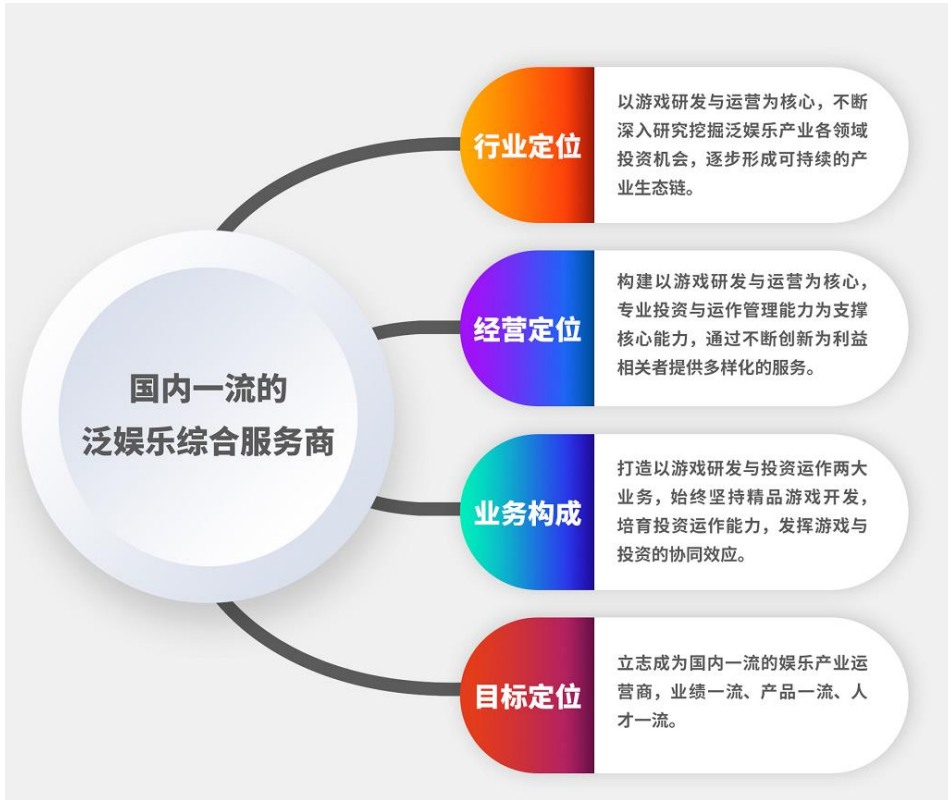 国内一流的
泛娱乐综合服务商
行业定位
以游戏研发与运营为核心，不断
深入研究挖掘泛娱乐产业各领域
投资机会，逐步形成可持续的产
业生态链。
经营定位
构建以游戏研发与运营为核心，
专业投资与运作管理能力为支撑
核心能力，通过不断创新为利益
相关者提供多样化的服务。
业务构成
打造以游戏研发与投资运作两大
业务，始终坚持精品游戏开发，
培育投资运作能力，发挥游戏与
投资的协同效应。
目标定位
立志成为国内一流的娱乐产业运
营商，业绩一流、产品一流、人
才一流。